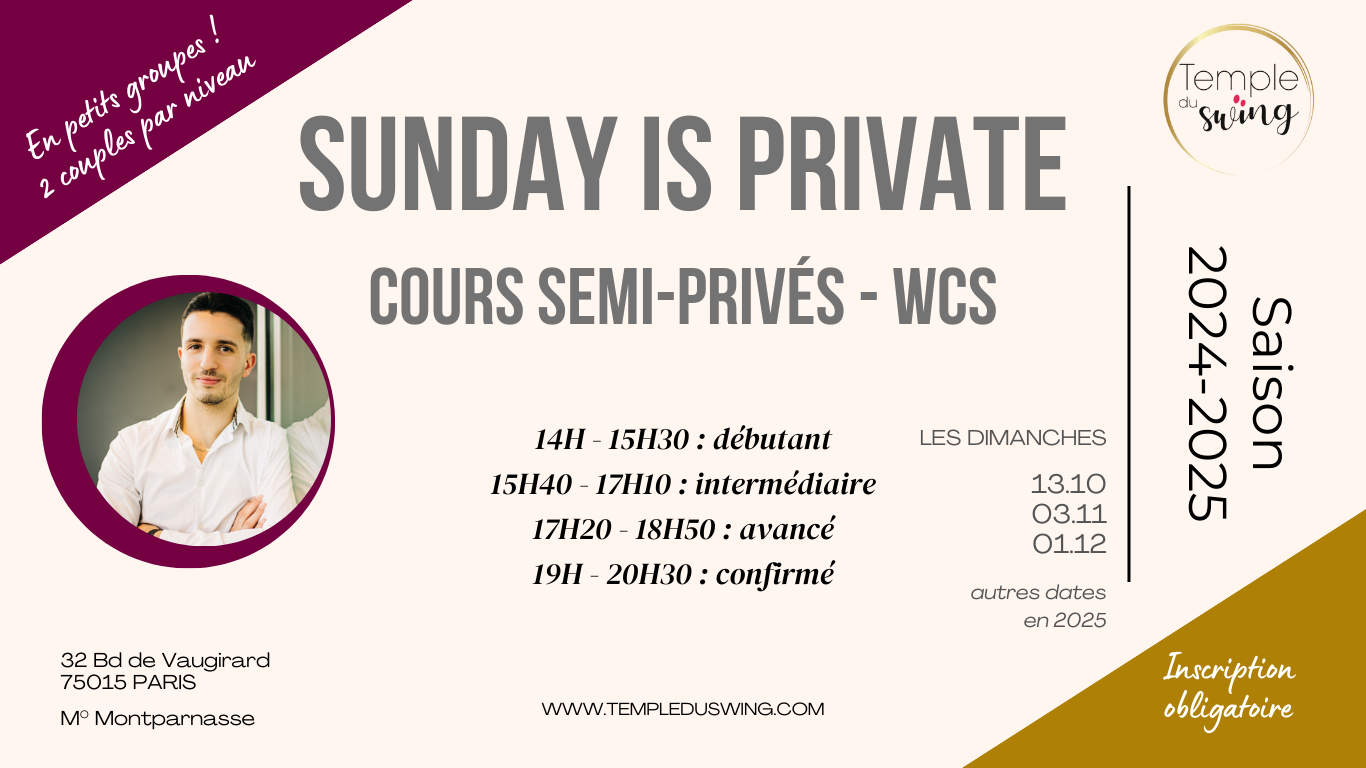 En petits groupes !
2 couples par niveau
Temple
du swing
SUNDAY IS PRIVATE
COURS SEMI-PRIVÉS - WCS
Saison
2024-2025
14H - 15H30 : débutant
15H40 - 17H10 : intermédiaire
17H20 - 18H50 : avancé
19H - 20H30 : confirmé
LES DIMANCHES
13.10
03.11
01.12
autres dates
en 2025
32 Bd de Vaugirard
75015 PARIS
M° Montparnasse
WWW.TEMPLEDUSWING.COM
Inscription
obligatoire